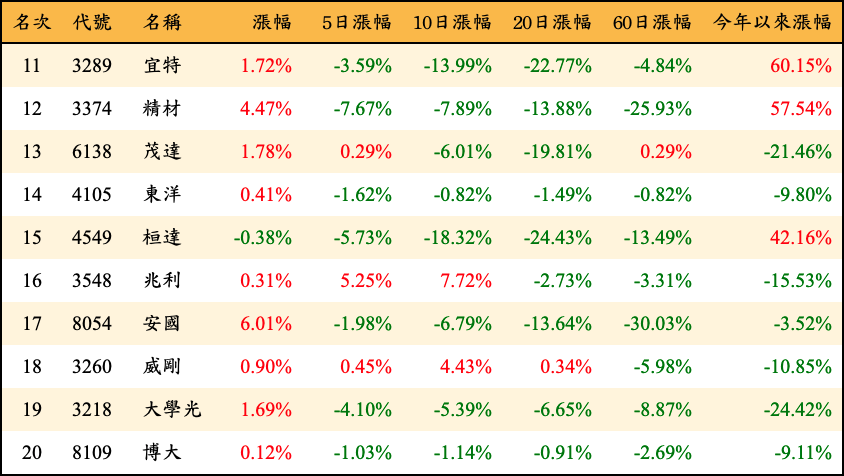 名次 代號 名稱 漲幅 5日漲幅 10日漲幅 20日漲幅 60日漲幅 今年以來漲幅
11 3289 宜特 1.72% -3.59% -13.99% -22.77% -4.84% 60.15%
12 3374 精材 4.47% -7.67% -7.89% -13.88% -25.93% 57.54%
13 6138 茂達 1.78% 0.29% -6.01% -19.81% 0.29% -21.46%
14 4105 東洋 0.41% -1.62% -0.82% -1.49% -0.82% -9.80%
15 4549 桓達 -0.38% -5.73% -18.32% -24.43% -13.49% 42.16%
16 3548 兆利 0.31% 5.25% 7.72% -2.73% -3.31% -15.53%
17 8054 安國 6.01% -1.98% -6.79% -13.64% -30.03% -3.52%
18 3260 威剛 0.90% 0.45% 4.43% 0.34% -5.98% -10.85%
19 3218 大學光 1.69% -4.10% -5.39% -6.65% -8.87% -24.42%
20 8109 博大 0.12% -1.03% -1.14% -0.91% -2.69% -9.11%